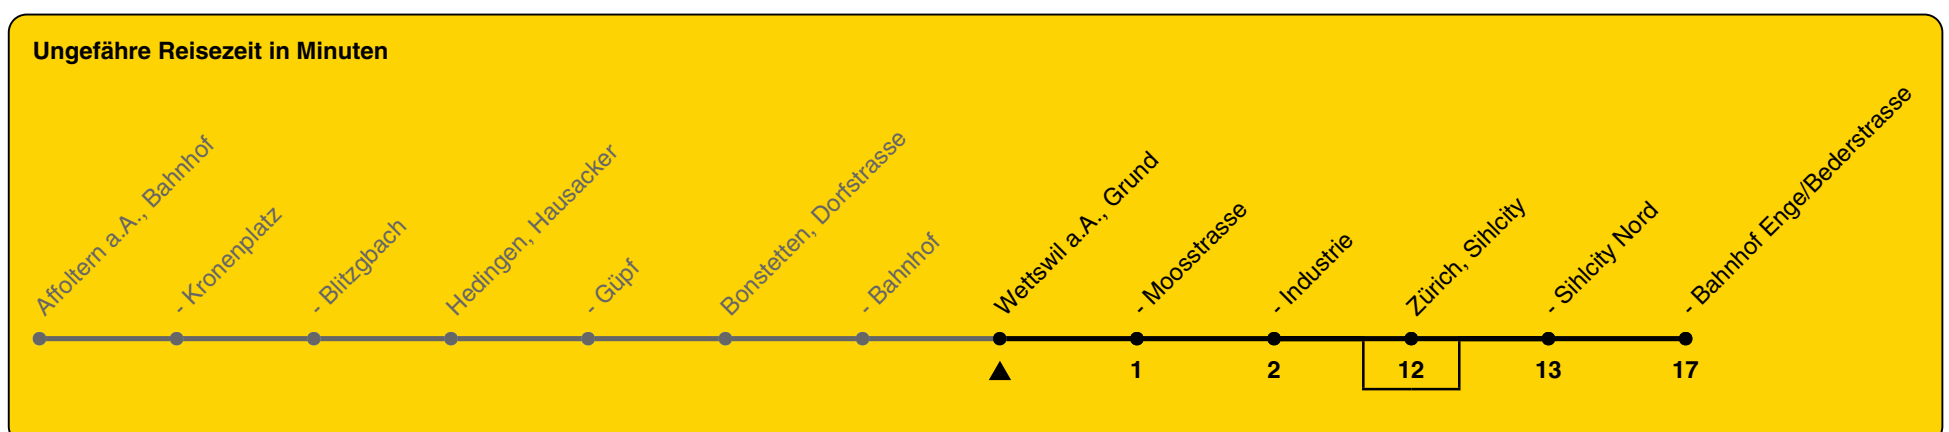 Ungefähre Reisezeit in Minuten
Affoltern a.A., Bahnhof
- Kronenplatz
- Blitzgbach
Hedingen, Hausacker
- Güpf
Bonstetten, Dorfstrasse
- Bahnhof
Wettswil a.A., Grund
- Moosstrasse
- Industrie
Zürich, Sihlcity
- Sihlcity Nord
- Bahnhof Enge/Bederstrasse
1 2 12 13 17